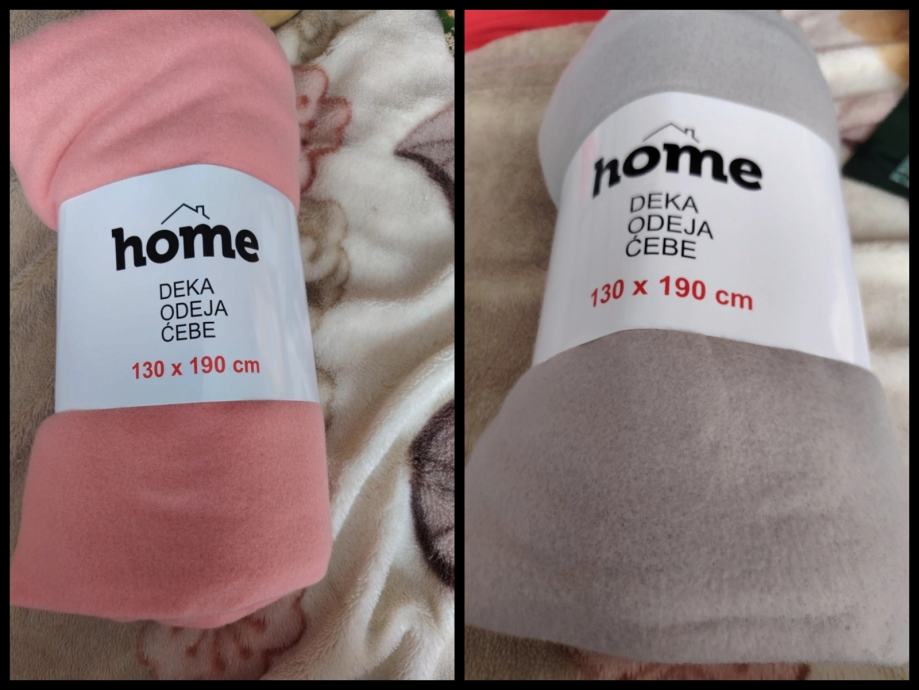 home
DEKA
ODEJA
ĆEBE
130 x 190 cm
home
DEKA
ODEJA
ĆEBE
130 x 190 cm